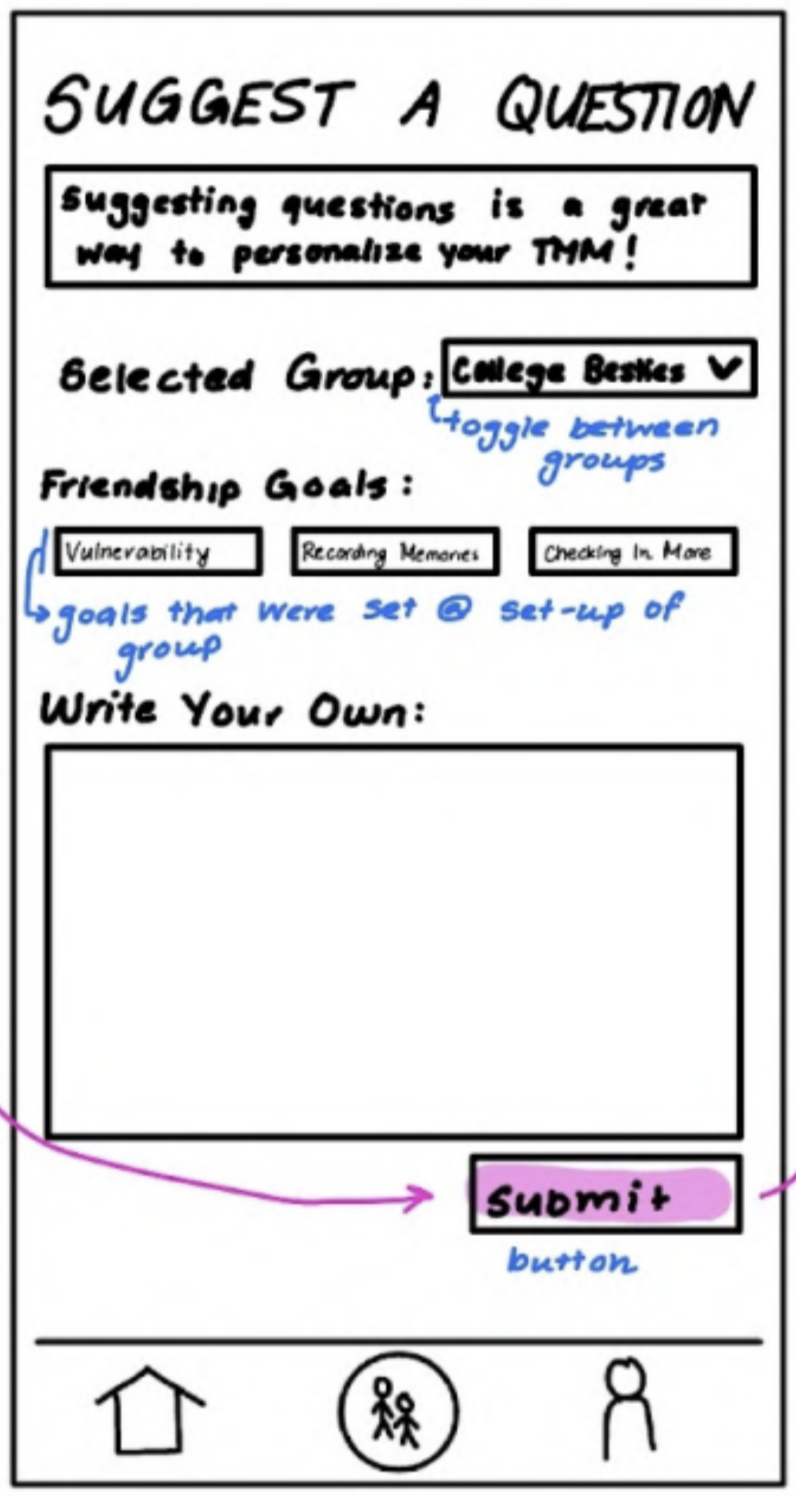 SUGGEST A QUESTION
Suggesting questions is a great
way to personalize your TMM!
Selected Group: College Besties
toggle between
groups
Friendship Goals:
Vulnerability Recording Memories Checking In More
goals that were set @ set-up of
group
Write Your Own:
Submit
button